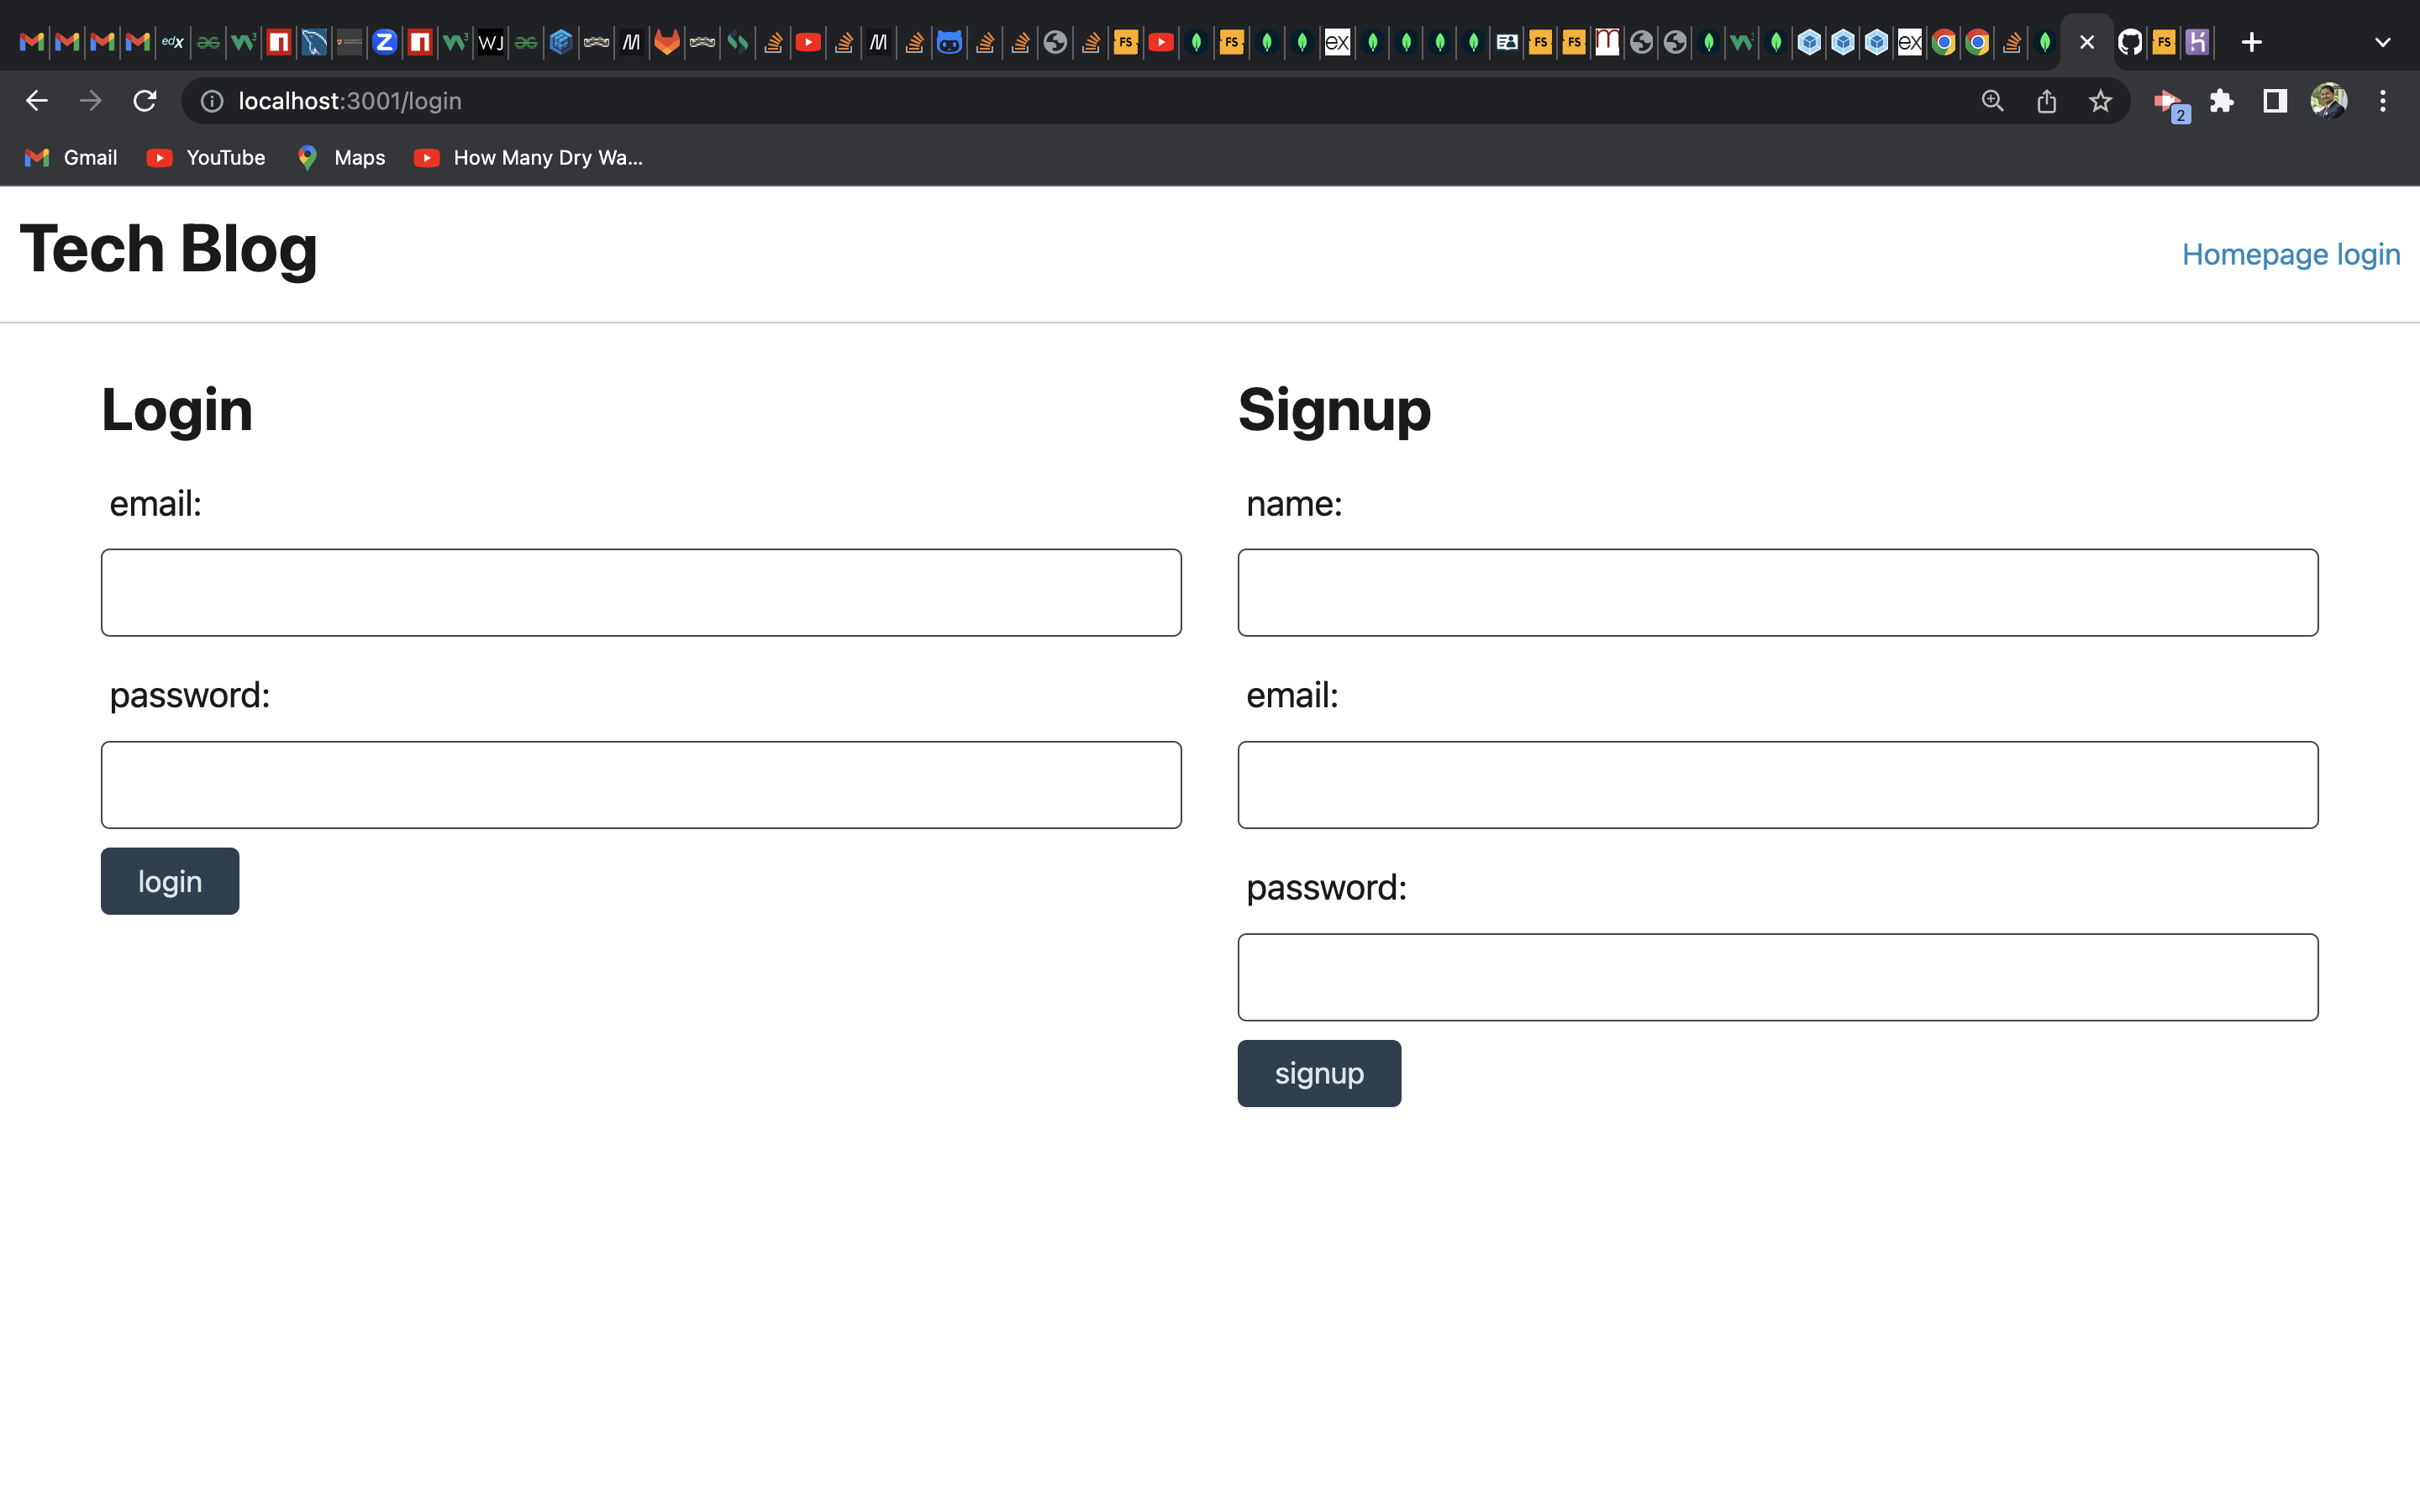 localhost:3001/login
2
Gmail YouTube Maps How Many Dry Wa...
Tech Blog
Homepage login
Login
email:
password:
login
Signup
name:
email:
password:
signup